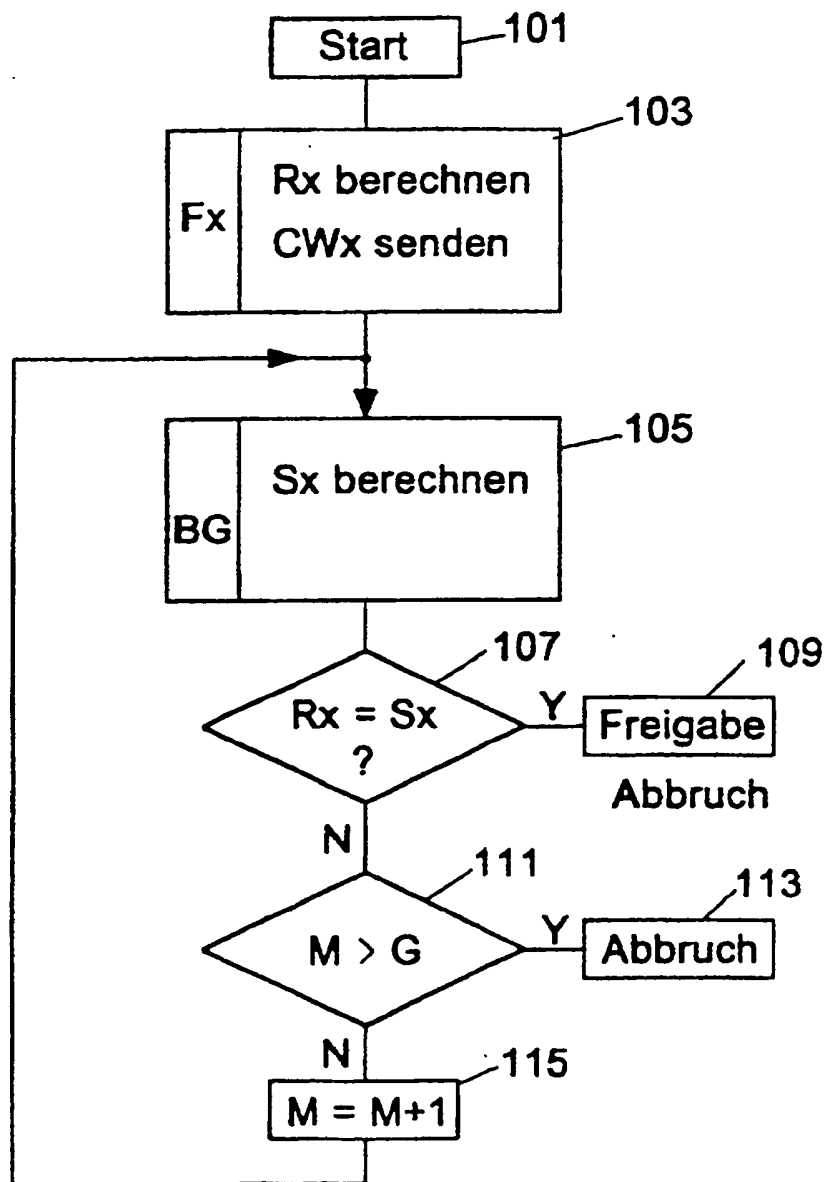 Start
101
103
Fx
Rx berechnen
CWx senden
105
BG
Sx berechnen
107
Rx = Sx
?
Y
109
Freigabe
Abbruch
N
111
M > G
Y
113
Abbruch
N
115
M = M+1